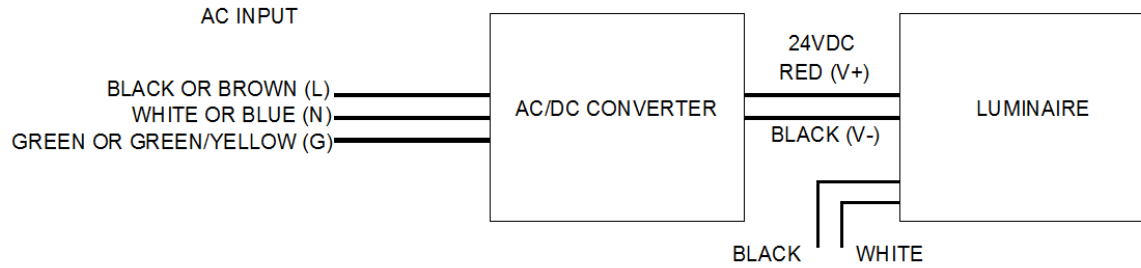 AC INPUT
24VDC
RED (V+)
BLACK OR BROWN (L)
WHITE OR BLUE (N)
GREEN OR GREEN/YELLOW (G)
AC/DC CONVERTER
BLACK (V-)
LUMINAIRE
BLACK
WHITE